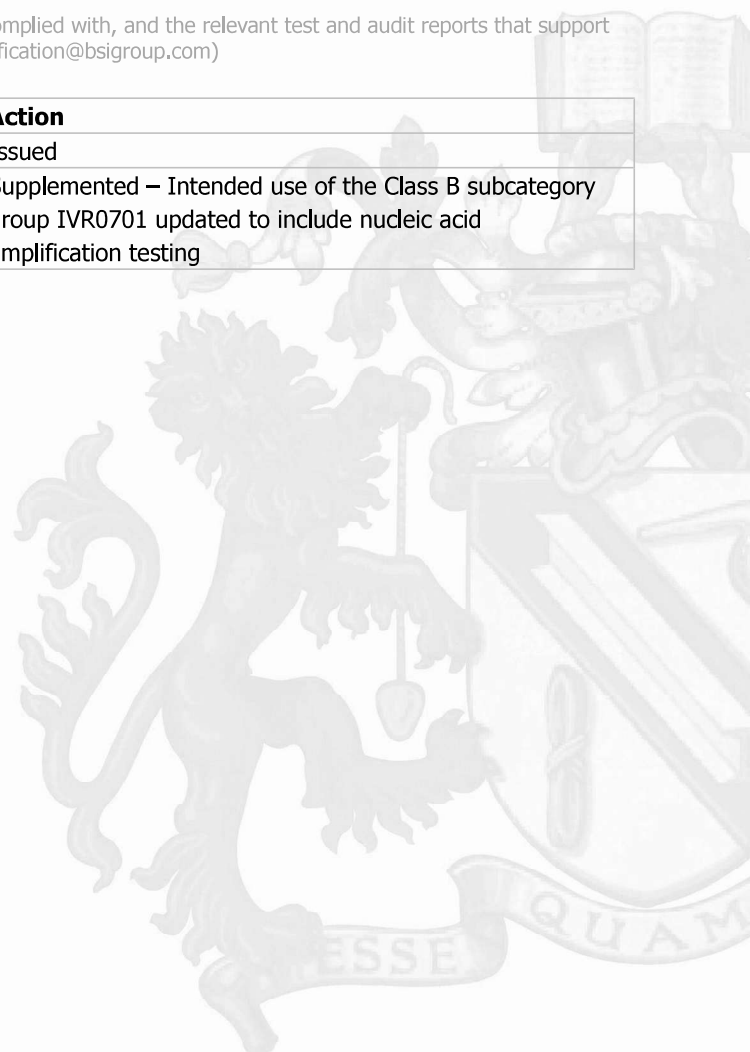 omplied with, and the relevant test and audit reports that support
fication@bsigroup.com)
Action
ssued
Supplemented – Intended use of the Class B subcategory
group IVR0701 updated to include nucleic acid
mplification testing
ESSE
QUAM